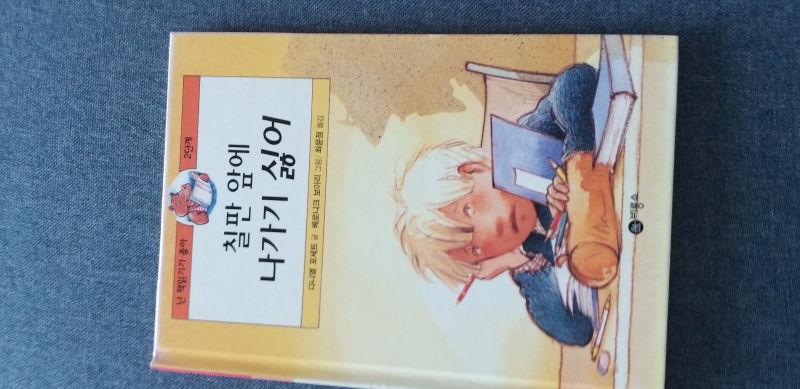 난 책읽기가 좋아
2단계
칠판 앞에
나가기 싫어
다니엘 포세트 글 베로니크 보아리 그림 최윤정 옮김
비룡소